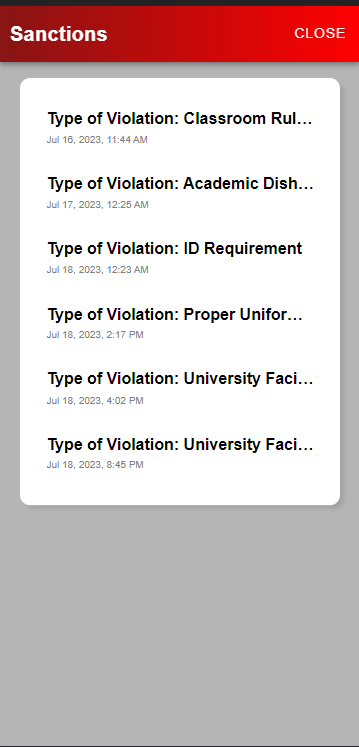 Sanctions
CLOSE
Type of Violation: Classroom Rul...
Jul 16, 2023, 11:44 AM
Type of Violation: Academic Dish...
Jul 17, 2023, 12:25 AM
Type of Violation: ID Requirement
Jul 18, 2023, 12:23 AM
Type of Violation: Proper Unifor...
Jul 18, 2023, 2:17 PM
Type of Violation: University Faci...
Jul 18, 2023, 4:02 PM
Type of Violation: University Faci...
Jul 18, 2023, 8:45 PM